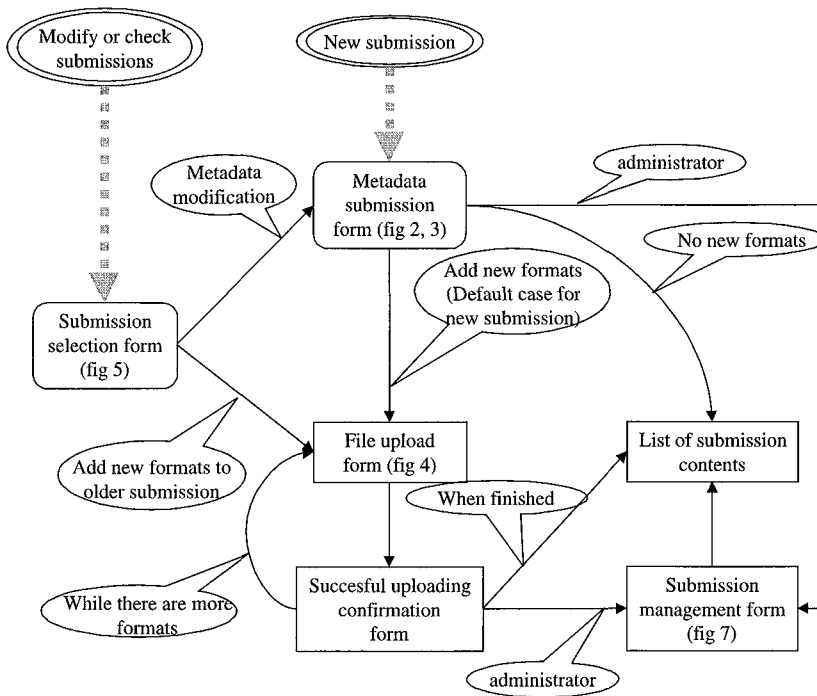 Modify or check
submissions
New submission
Metadata
modification
Metadada
submission
form (fig 2, 3)
administrator
No new formats
Add new formats
(Default case for
new submission)
Submission
selection form
(fig 5)
Add new formats to
older submission
File upload
form (fig 4)
List of submission
contents
When finished
While there are more
formats
Succesful uploading
confirmation
form
Submission
management form
(fig 7)
administrator